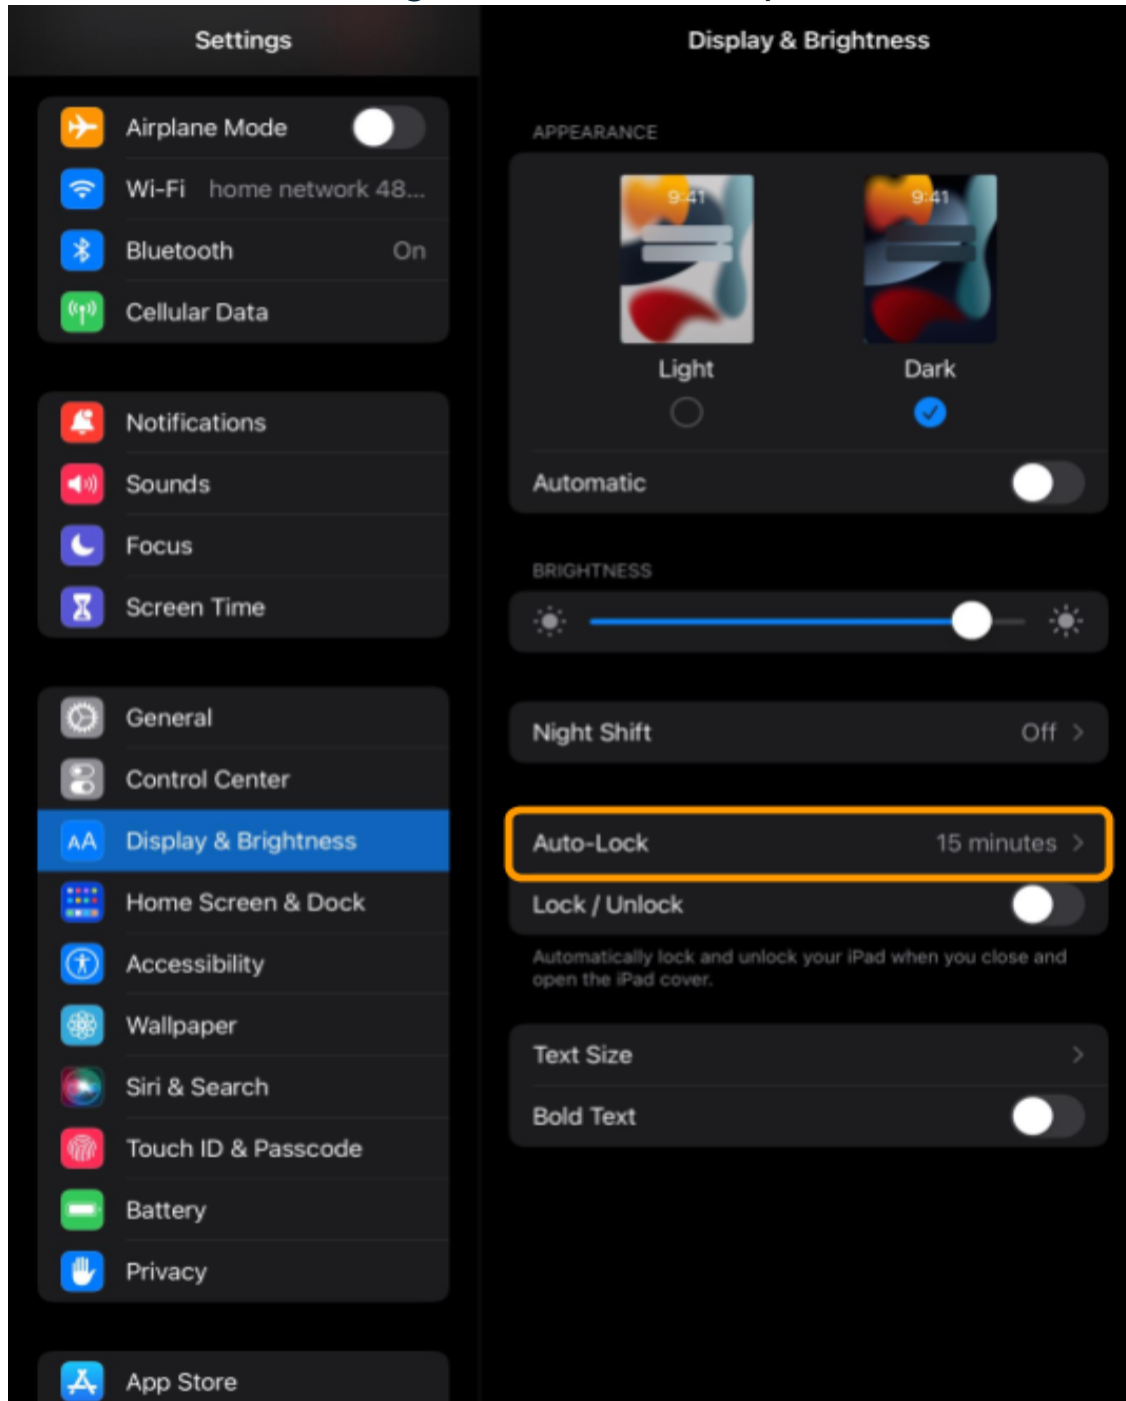 Settings
Airplane Mode
Wi-Fi home network 48...
Bluetooth On
Cellular Data
Notifications
Sounds
Focus
Screen Time
General
Control Center
AA Display & Brightness
Home Screen & Dock
Accessibility
Wallpaper
Siri & Search
Touch ID & Passcode
Battery
Privacy
App Store
Display & Brightness
APPEARANCE
9:41 9:41
Light Dark
Automatic
BRIGHTNESS
Night Shift Off
Auto-Lock 15 minutes
Lock / Unlock
Automatically lock and unlock your iPad when you close and
open the iPad cover.
Text Size
Bold Text